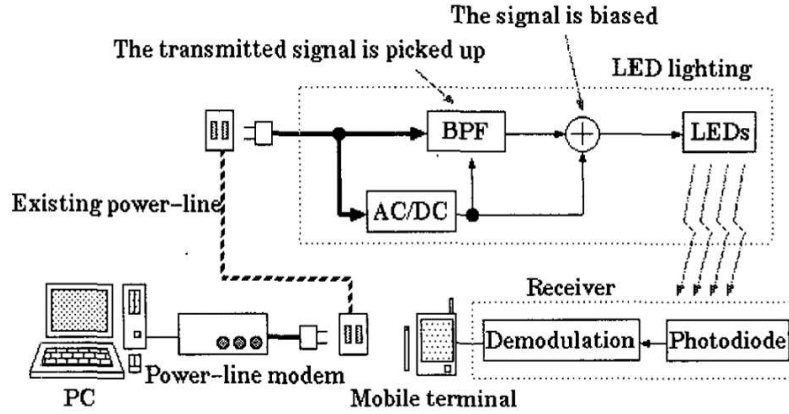 The signal is biased
The transmitted signal is picked up
LED lighting
BPF
LEDs
Existing power-line
AC/DC
Receiver
Demodulation
Photodiode
PC
Power-line modem
Mobile terminal